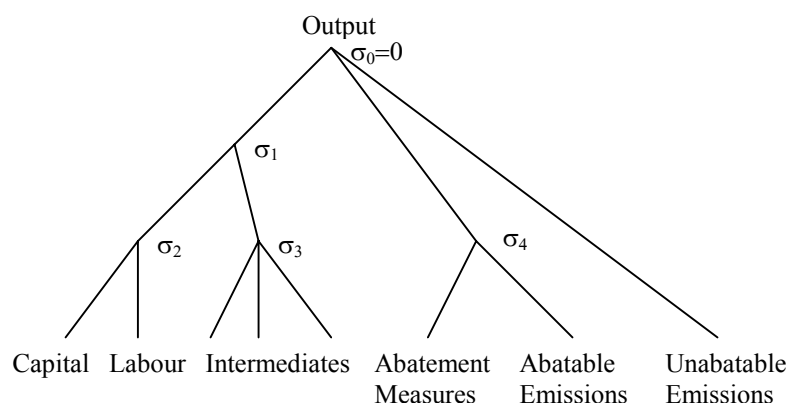 Output
σ0=0
σ1
σ2
σ3
σ4
Capital Labour Intermediates Abatement Measures Abatable Emissions Unabatable Emissions